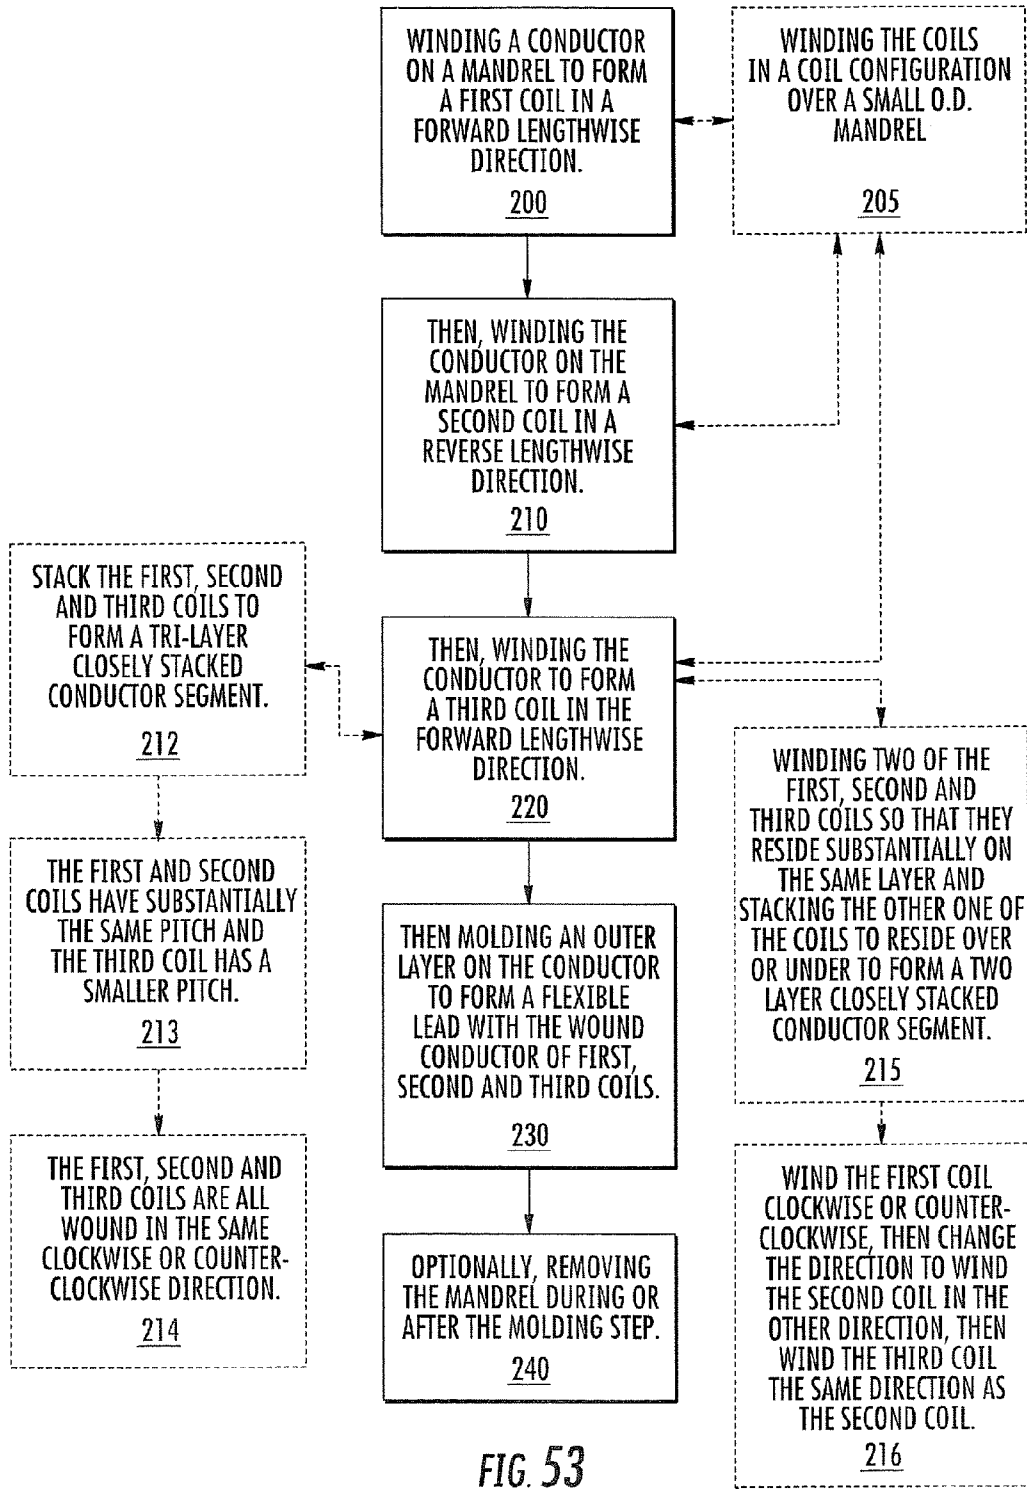 WINDING A CONDUCTOR
ON A MANDREL TO FORM
A FIRST COIL IN A
FORWARD LENGTHWISE
DIRECTION.
200
WINDING THE COILS
IN A COIL CONFIGURATION
OVER A SMALL O.D.
MANDREL
205
THEN, WINDING THE
CONDUCTOR ON THE
MANDREL TO FORM A
SECOND COIL IN A
REVERSE LENGTHWISE
DIRECTION.
210
STACK THE FIRST, SECOND
AND THIRD COILS TO
FORM A TRI-LAYER
CLOSELY STACKED
CONDUCTOR SEGMENT.
212
THEN, WINDING THE
CONDUCTOR TO FORM
A THIRD COIL IN THE
FORWARD LENGTHWISE
DIRECTION.
220
WINDING TWO OF THE
FIRST, SECOND AND
THIRD COILS SO THAT THEY
RESIDE SUBSTANTIALLY ON
THE SAME LAYER AND
STACKING THE OTHER ONE OF
THE COILS TO RESIDE OVER
OR UNDER TO FORM A TWO
LAYER CLOSELY STACKED
CONDUCTOR SEGMENT.
215
THE FIRST AND SECOND
COILS HAVE SUBSTANTIALLY
THE SAME PITCH AND
THE THIRD COIL HAS A
SMALLER PITCH.
213
THEN MOLDING AN OUTER
LAYER ON THE CONDUCTOR
TO FORM A FLEXIBLE
LEAD WITH THE WOUND
CONDUCTOR OF FIRST,
SECOND AND THIRD COILS.
230
THE FIRST, SECOND AND
THIRD COILS ARE ALL
WOUND IN THE SAME
CLOCKWISE OR COUNTER-
CLOCKWISE DIRECTION.
214
OPTIONALLY, REMOVING
THE MANDREL DURING OR
AFTER THE MOLDING STEP.
240
WIND THE FIRST COIL
CLOCKWISE OR COUNTER-
CLOCKWISE, THEN CHANGE
THE DIRECTION TO WIND
THE SECOND COIL IN THE
OTHER DIRECTION, THEN
WIND THE THIRD COIL
THE SAME DIRECTION AS
THE SECOND COIL.
216
FIG. 53